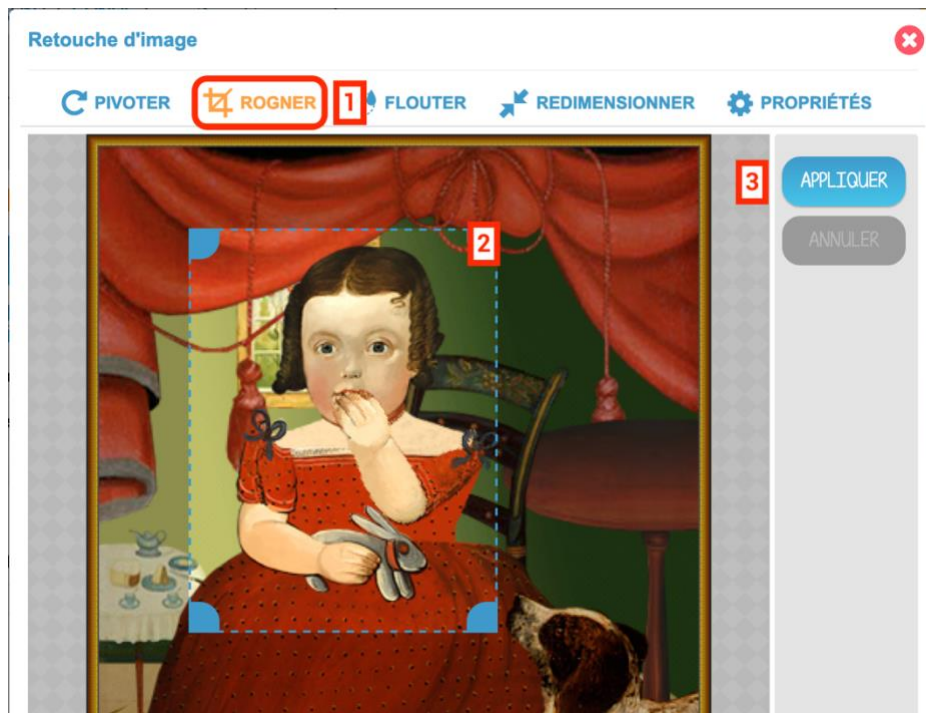 Retouche d'image
PIVOTER ROGNER 1 FLOUTER REDIMENSIONNER PROPRIÉTÉS
3 APPLIQUER
2 ANNULER